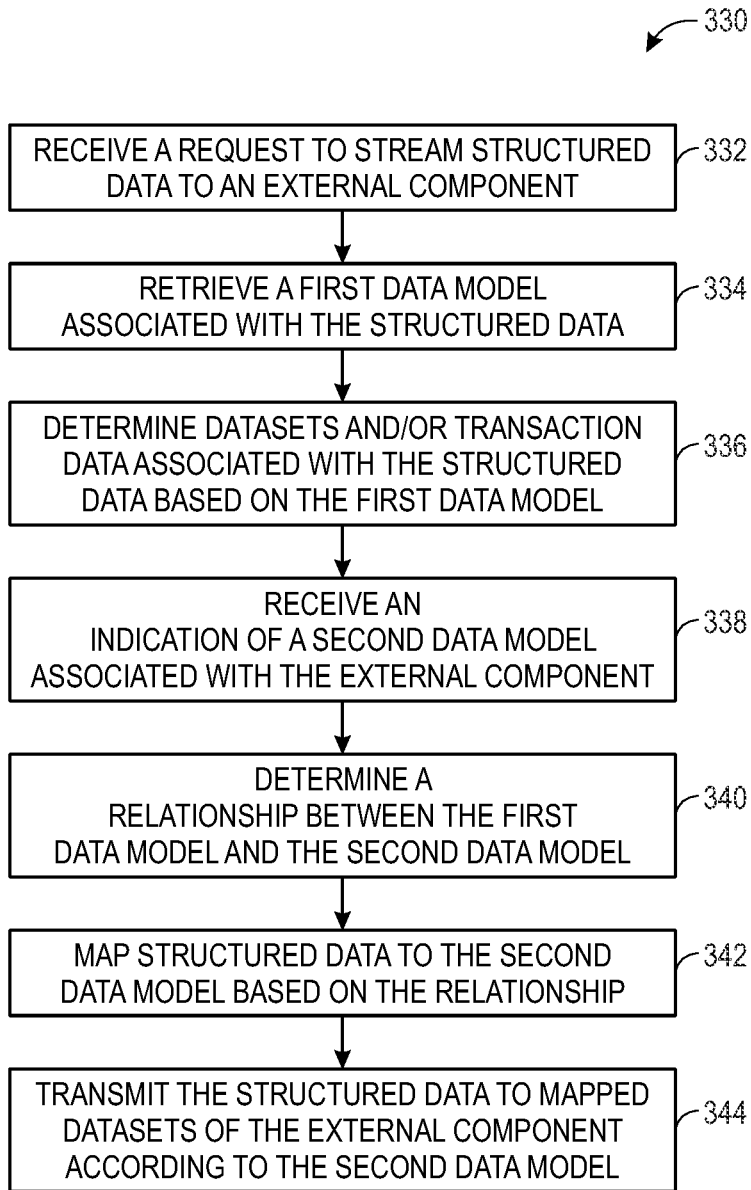 330
RECEIVE A REQUEST TO STREAM STRUCTURED
DATA TO AN EXTERNAL COMPONENT
332
RETRIEVE A FIRST DATA MODEL
ASSOCIATED WITH THE STRUCTURED DATA
334
DETERMINE DATASETS AND/OR TRANSACTION
DATA ASSOCIATED WITH THE STRUCTURED
DATA BASED ON THE FIRST DATA MODEL
336
RECEIVE AN
INDICATION OF A SECOND DATA MODEL
ASSOCIATED WITH THE EXTERNAL COMPONENT
338
DETERMINE A
RELATIONSHIP BETWEEN THE FIRST
DATA MODEL AND THE SECOND DATA MODEL
340
MAP STRUCTURED DATA TO THE SECOND
DATA MODEL BASED ON THE RELATIONSHIP
342
TRANSMIT THE STRUCTURED DATA TO MAPPED
DATASETS OF THE EXTERNAL COMPONENT
ACCORDING TO THE SECOND DATA MODEL
344